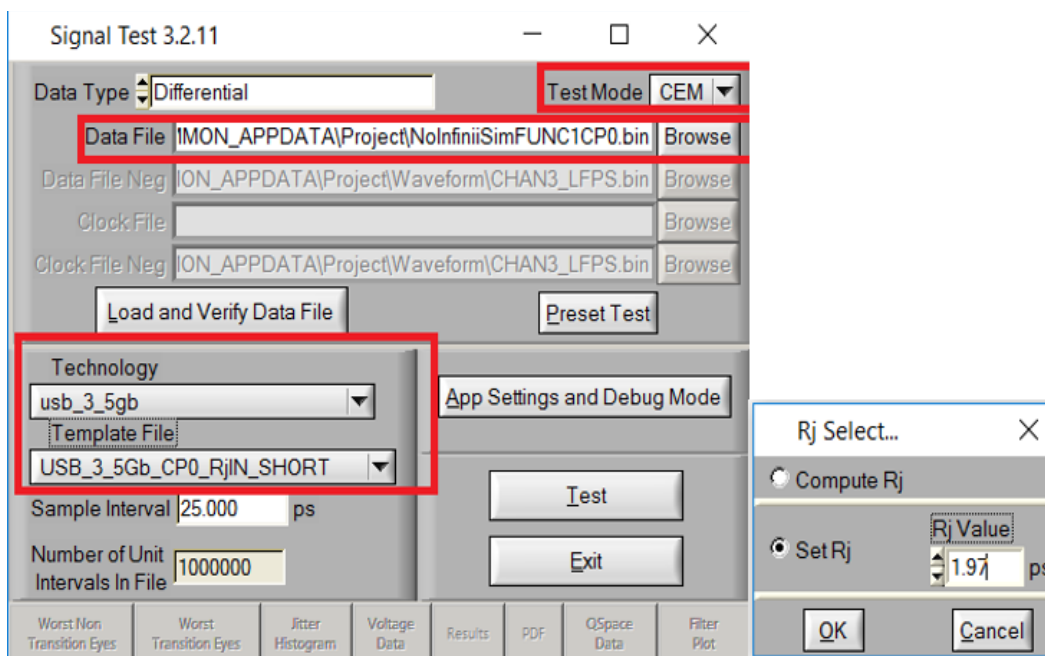 Signal Test 3.2.11
Data Type Differential Test Mode CEM
Data File 1MON_APPDATA\Project\NoInfiniiSimFUNC1CP0.bin Browse
Data File Neg ION_APPDATA\Project\Waveform\CHAN3_LFPS.bin Browse
Clock File Browse
Clock File Neg ION_APPDATA\Project\Waveform\CHAN3_LFPS.bin Browse
Load and Verify Data File Preset Test
Technology
usb_3_5gb
Template File
USB_3_5Gb_CP0_RjIN_SHORT
Sample Interval 25.000 ps
Number of Unit
Intervals In File 1000000
App Settings and Debug Mode
Test
Exit
Worst Non
Transition Eyes
Worst
Transition Eyes
Jitter
Histogram
Voltage
Data
Results
PDF
QSpace
Data
Filter
Plot
Rj Select...
Compute Rj
Set Rj
Rj Value
1.97 ps
OK Cancel